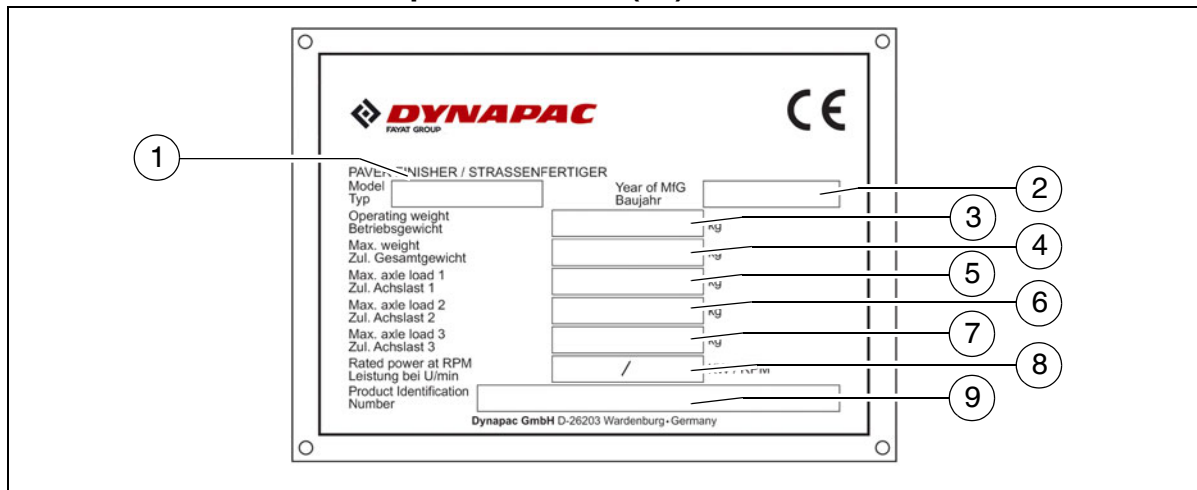 DYNAPAC
FAYAT GROUP
CE
1
PAVER FINISHER / STRASSENFERTIGER
Model
Typ
Year of MfG
Baujahr
2
Operating weight
Betriebsgewicht
kg
3
Max. weight
Zul. Gesamtgewicht
kg
4
Max. axle load 1
Zul. Achslast 1
kg
5
Max. axle load 2
Zul. Achslast 2
kg
6
Max. axle load 3
Zul. Achslast 3
kg
7
Rated power at RPM
Leistung bei U/min
/
/ RPM
8
Product Identification
Number
9
Dynapac GmbH D-26203 Wardenburg•Germany